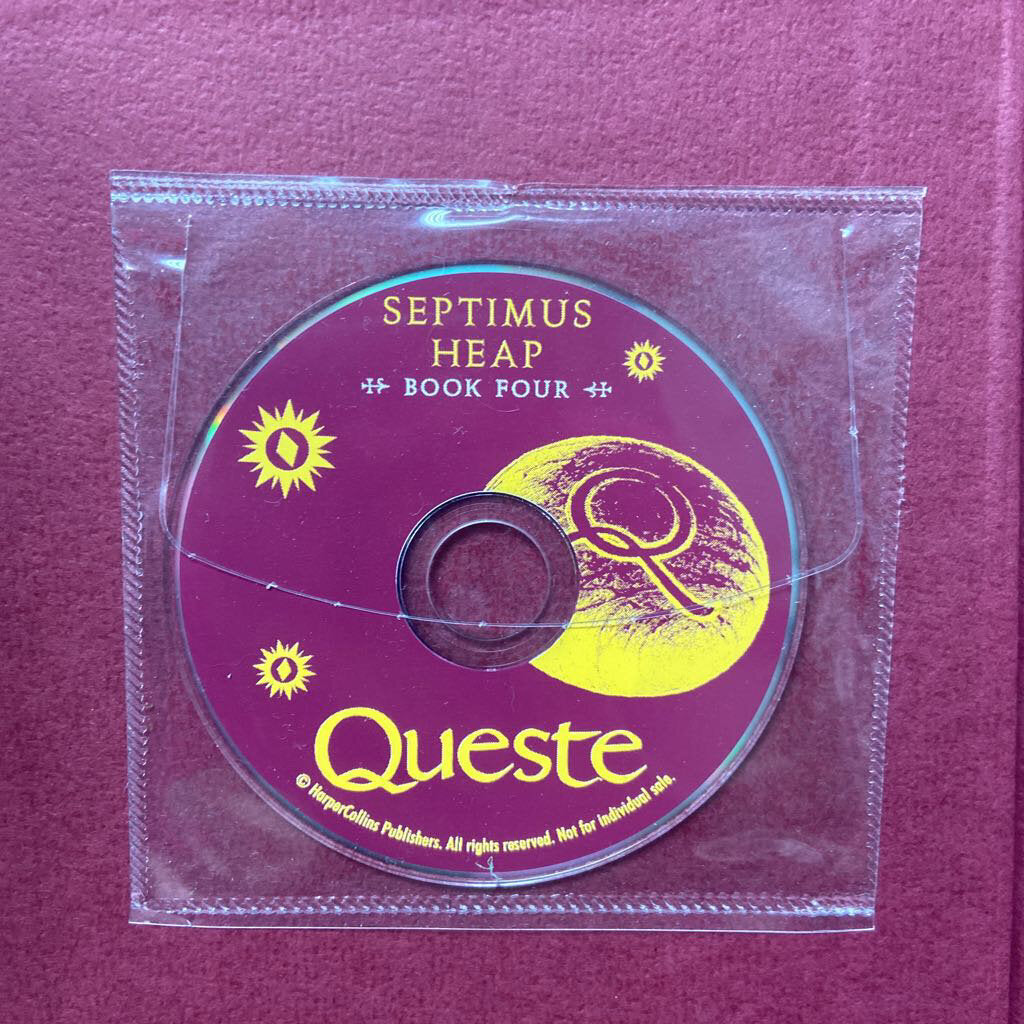 SEPTIMUS
HEAP
BOOK FOUR
Q
Queste
© HarperCollins Publishers. All rights reserved. Not for individual sale.